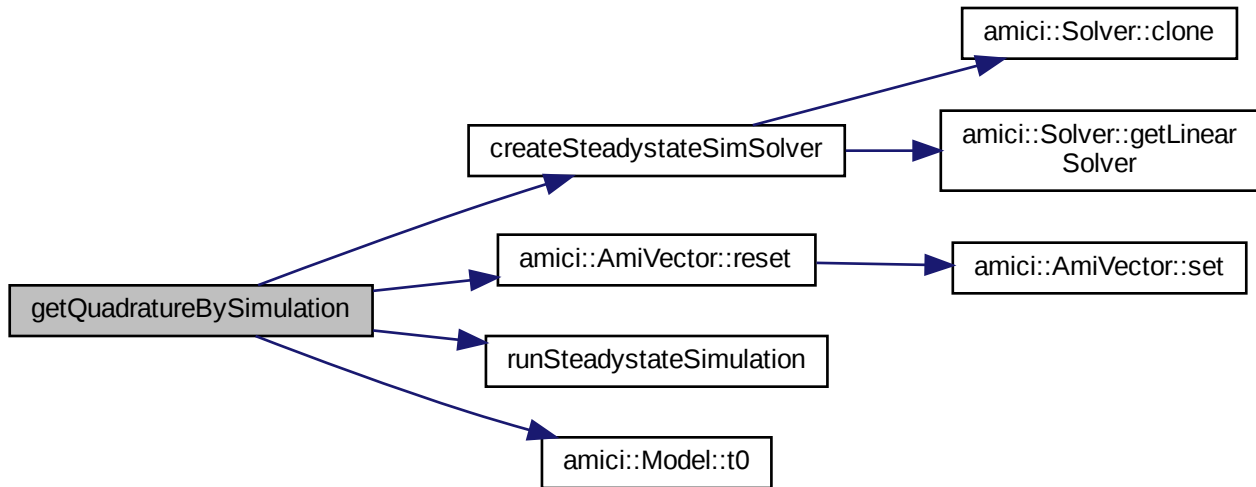 amici::Solver::clone
createSteadystateSimSolver
amici::Solver::getLinear
Solver
amici::AmiVector::reset
amici::AmiVector::set
getQuadratureBySimulation
runSteadystateSimulation
amici::Model::t0